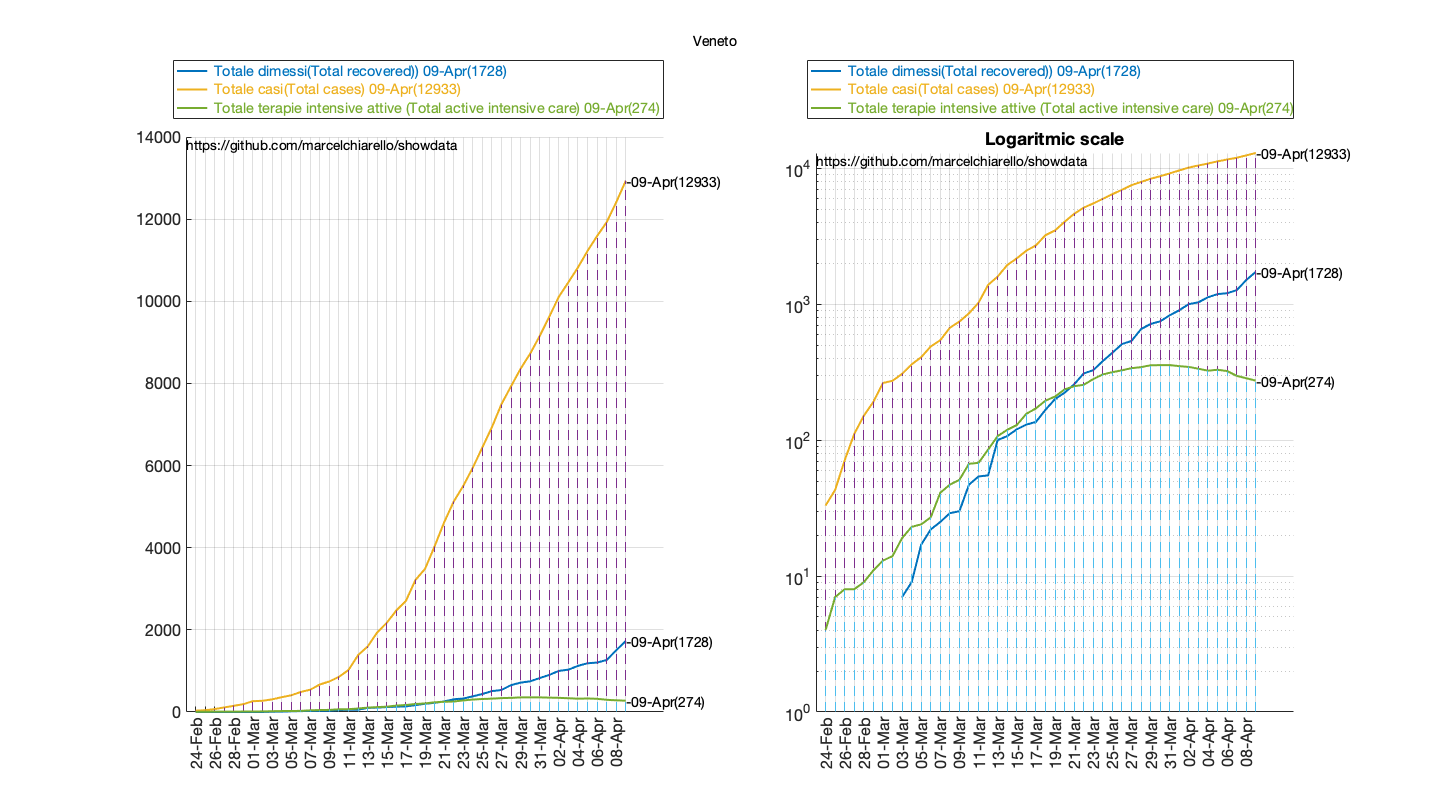 Veneto
Totale dimessi(Total recovered)) 09-Apr(1728)
Totale casi(Total cases) 09-Apr(12933)
Totale terapie intensive attive (Total active intensive care) 09-Apr(274)
14000
https://github.com/marcelchiarello/showdata
-09-Apr(12933)
12000
10000
8000
6000
4000
2000
-09-Apr(1728)
-09-Apr(274)
0
24-Feb
26-Feb
28-Feb
01-Mar
03-Mar
05-Mar
07-Mar
09-Mar
11-Mar
13-Mar
15-Mar
17-Mar
19-Mar
21-Mar
23-Mar
25-Mar
27-Mar
29-Mar
31-Mar
02-Apr
04-Apr
06-Apr
08-Apr
Totale dimessi(Total recovered)) 09-Apr(1728)
Totale casi(Total cases) 09-Apr(12933)
Totale terapie intensive attive (Total active intensive care) 09-Apr(274)
Logaritmic scale
https://github.com/marcelchiarello/showdata
-09-Apr(12933)
10^4
-09-Apr(1728)
10^3
-09-Apr(274)
10^2
10^1
10^0
24-Feb
26-Feb
28-Feb
01-Mar
03-Mar
05-Mar
07-Mar
09-Mar
11-Mar
13-Mar
15-Mar
17-Mar
19-Mar
21-Mar
23-Mar
25-Mar
27-Mar
29-Mar
31-Mar
02-Apr
04-Apr
06-Apr
08-Apr